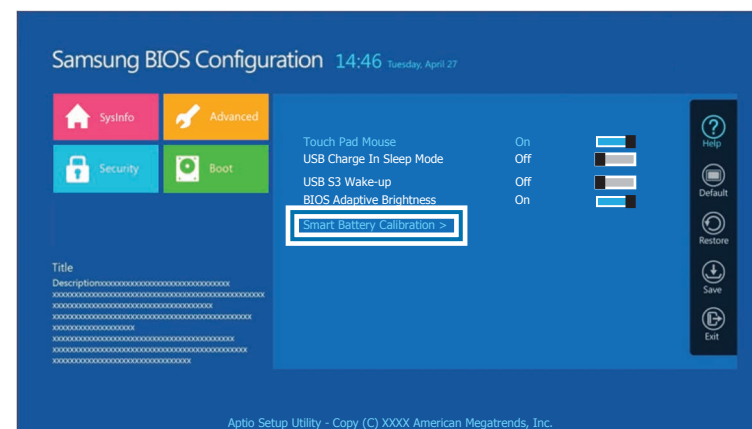 Samsung BIOS Configuration 14:46 Tuesday, April 27
SysInfo
Advanced
Security
Boot
Touch Pad Mouse On
USB Charge In Sleep Mode Off
USB S3 Wake-up Off
BIOS Adaptive Brightness On
Smart Battery Calibration >
Help
Default
Restore
Save
Exit
Title
Descriptionxxxxxxxxxxxxxxxxxxxxxxxxxxxxx
Aptio Setup Utility - Copy (C) XXXX American Megatrends, Inc.